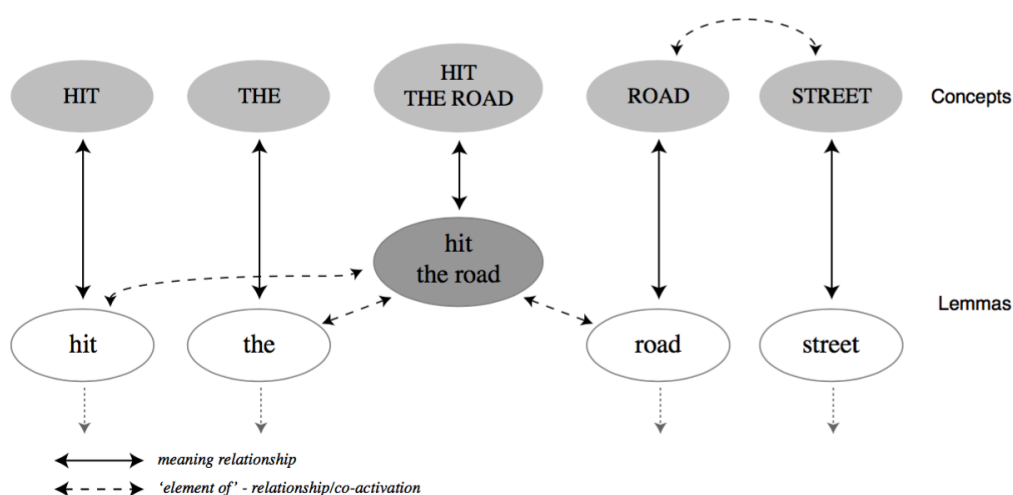 HIT
THE
HIT
THE ROAD
ROAD
STREET
Concepts
hit
the road
Lemmas
hit
the
road
street
meaning relationship
‘element of’ - relationship/co-activation